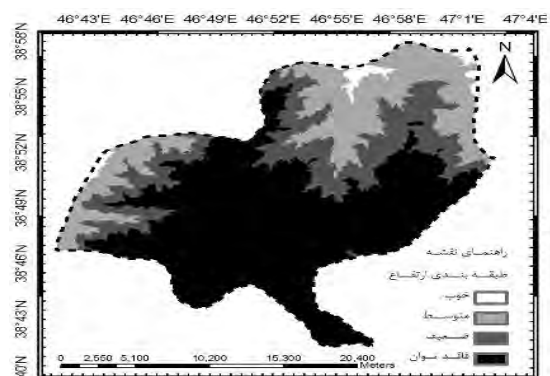 46°43'E 46°46'E 46°49'E 46°52'E 46°55'E 46°58'E 47°1'E 47°4'E
38°58'N
38°55'N
38°52'N
38°49'N
38°46'N
38°43'N
N
راهنمای نقشه
طبقه بندی ارتفاع
خوب
متوسط
ضعیف
فاقد توان
0 2,550 5,100 10,200 15,300 20,400
Meters